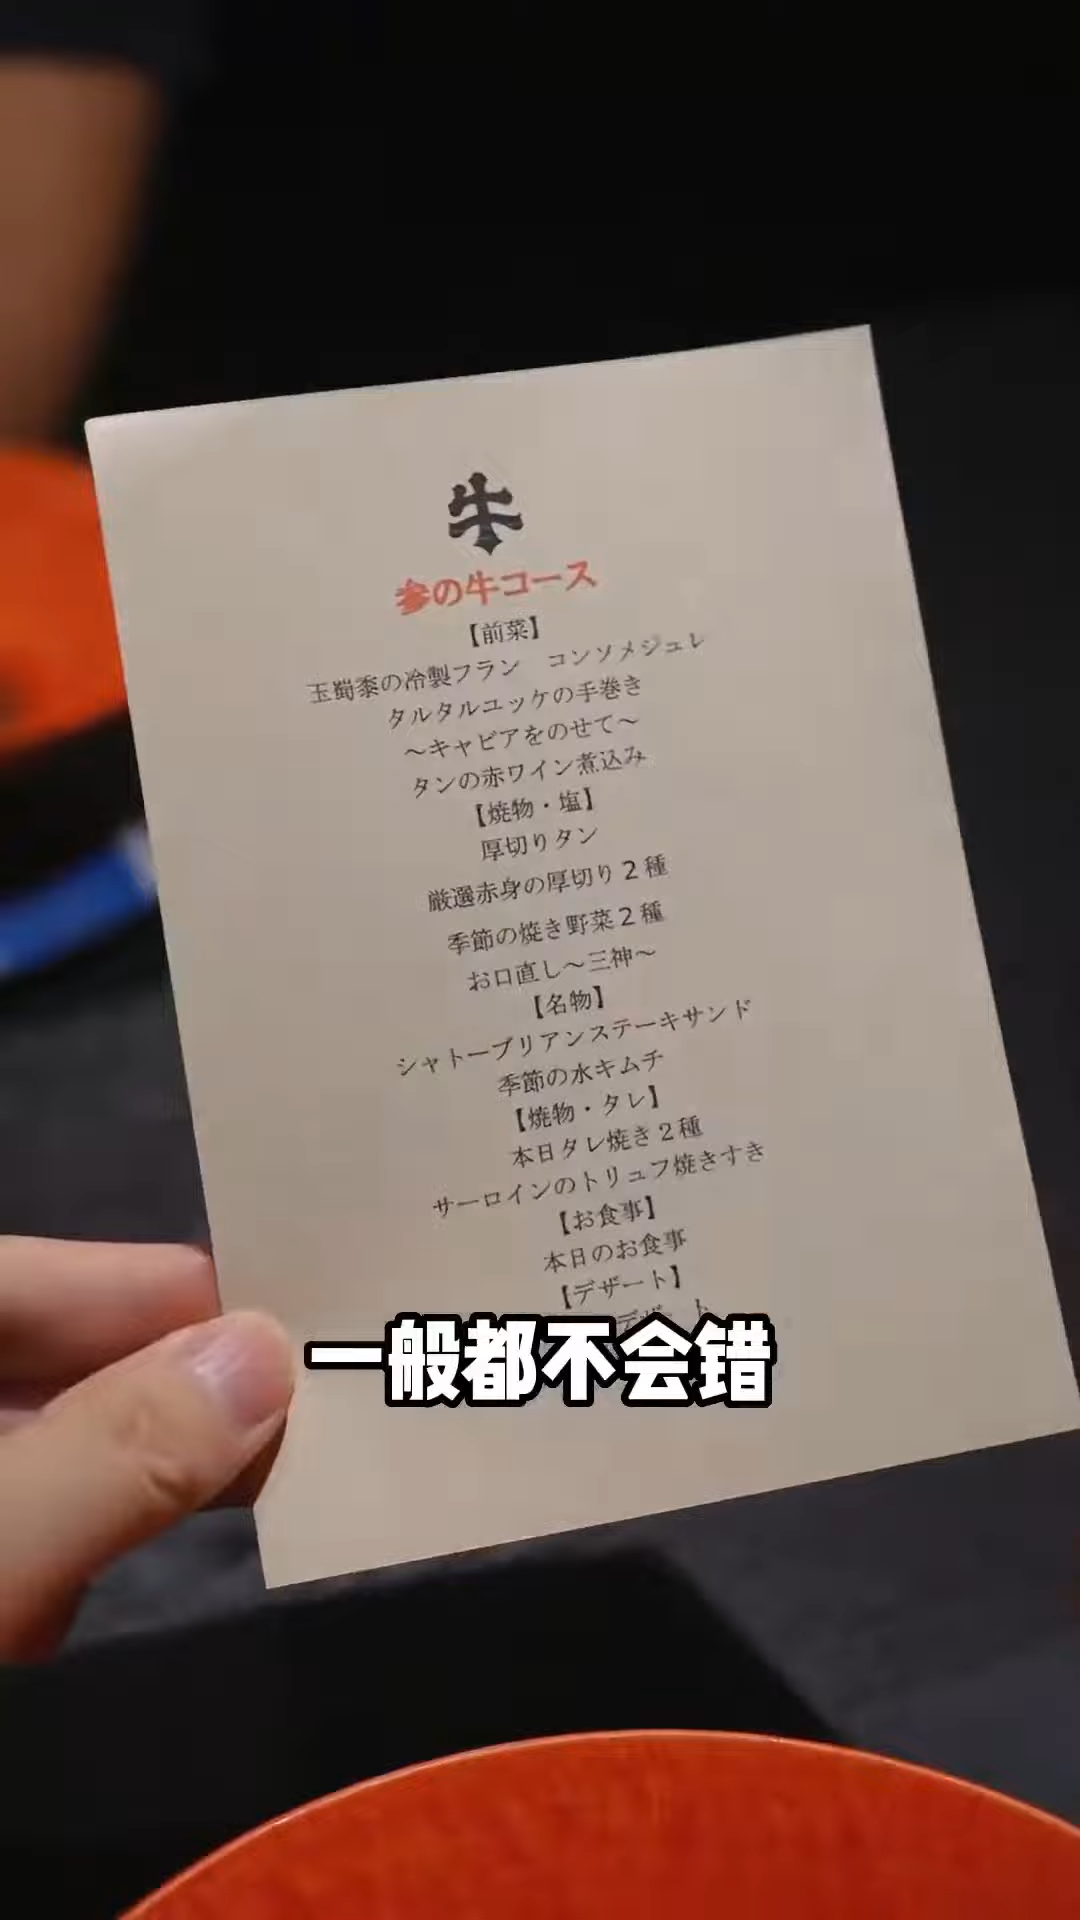 牛
参の牛コース
【前菜】
玉蜀黍の冷製フラン　コンソメジュレ
タルタルユッケの手巻き
～キャビアをのせて～
タンの赤ワイン煮込み
【焼物・塩】
厚切りタン
厳選赤身の厚切り２種
季節の焼き野菜２種
お口直し～三神～
【名物】
シャトーブリアンステーキサンド
季節の水キムチ
【焼物・タレ】
本日タレ焼き２種
サーロインのトリュフ焼きすき
【お食事】
本日のお食事
【デザート】
デザート
一般都不会错